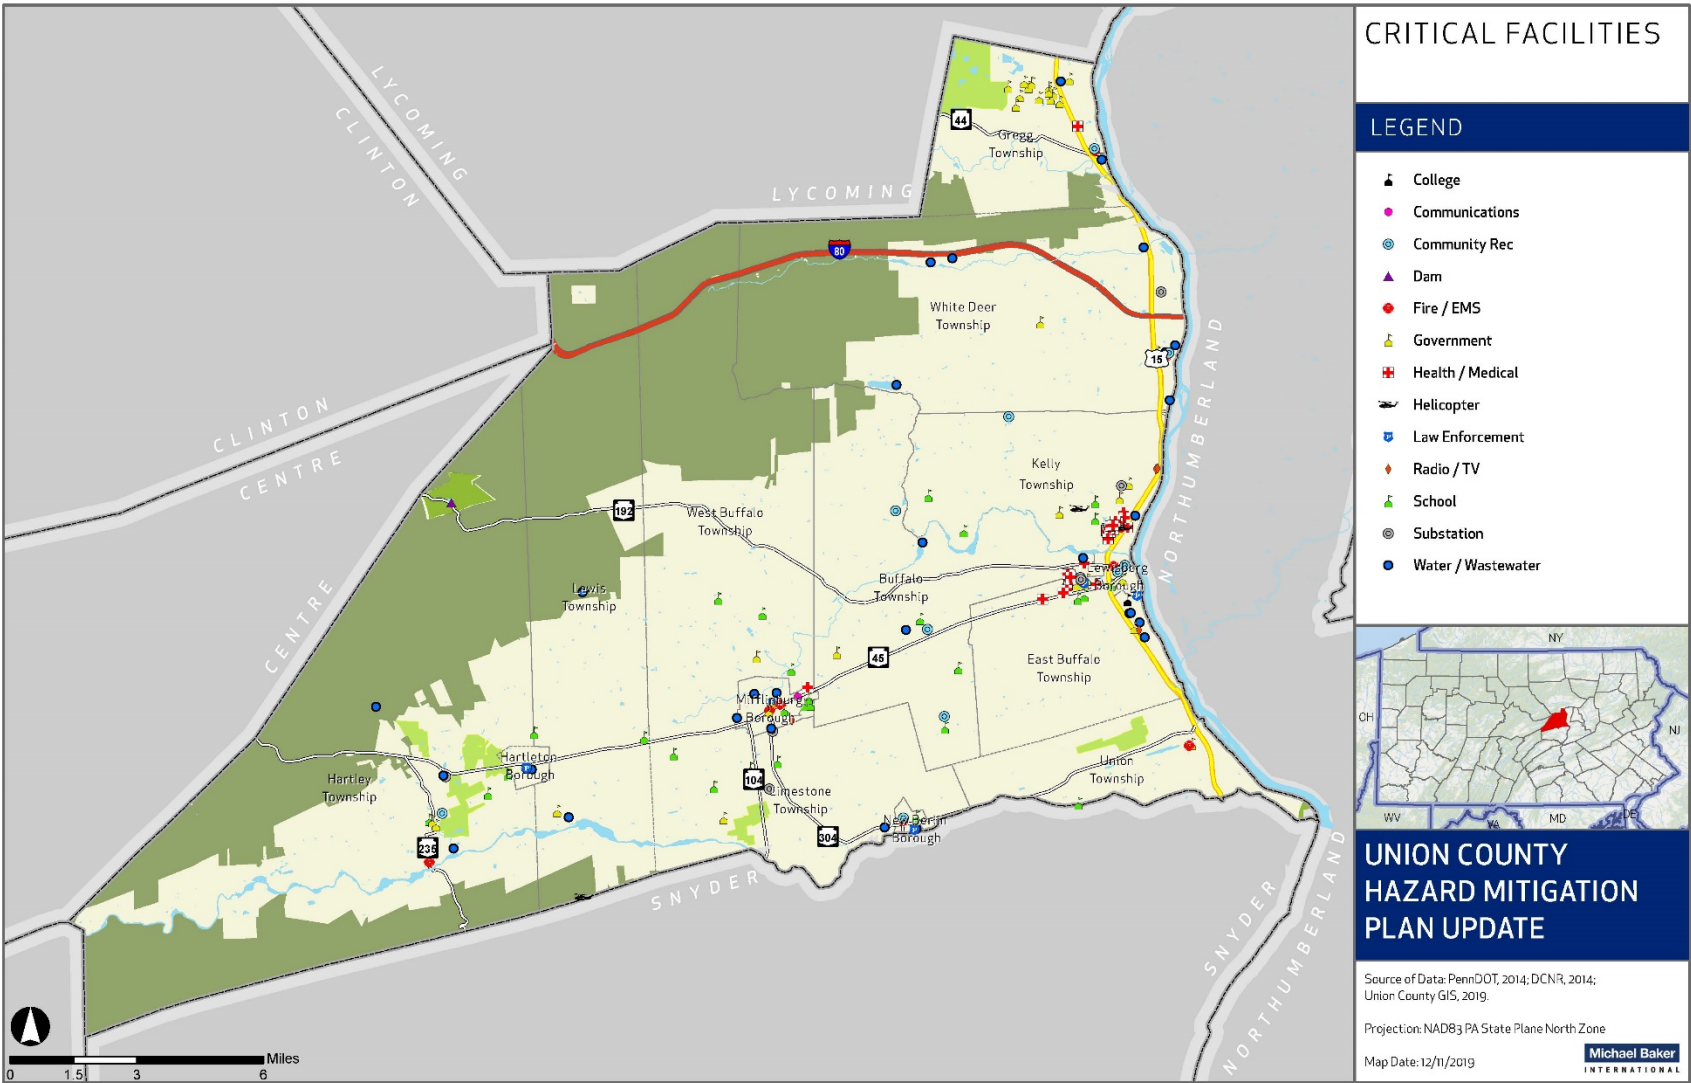 CRITICAL FACILITIES
LEGEND
College
Communications
Community Rec
Dam
Fire / EMS
Government
Health / Medical
Helicopter
Law Enforcement
Radio / TV
School
Substation
Water / Wastewater
LYCOMING
CLINTON
LYCOMING
44
Gregg
Township
80
White Deer
Township
15
NORTHUMBERLAND
CLINTON
CENTRE
Kelly
Township
192
West Buffalo
Township
NORTHUMBERLAND
Lewisburg
Borough
Buffalo
Township
Lewis
Township
CENTRE
45
East Buffalo
Township
Mifflinburg
Borough
Hartleton
Borough
Hartley
Township
104
Limestone
Township
Union
Township
304
New Berlin
Borough
235
SNYDER
SNYDER
NORTHUMBERLAND
Miles
0 1.5 3 6
NY
OH
NJ
WV
VA
MD
DE
UNION COUNTY
HAZARD MITIGATION
PLAN UPDATE
Source of Data: PennDOT, 2014; DCNR, 2014;
Union County GIS, 2019.
Projection: NAD83 PA State Plane North Zone
Map Date: 12/11/2019
Michael Baker
INTERNATIONAL